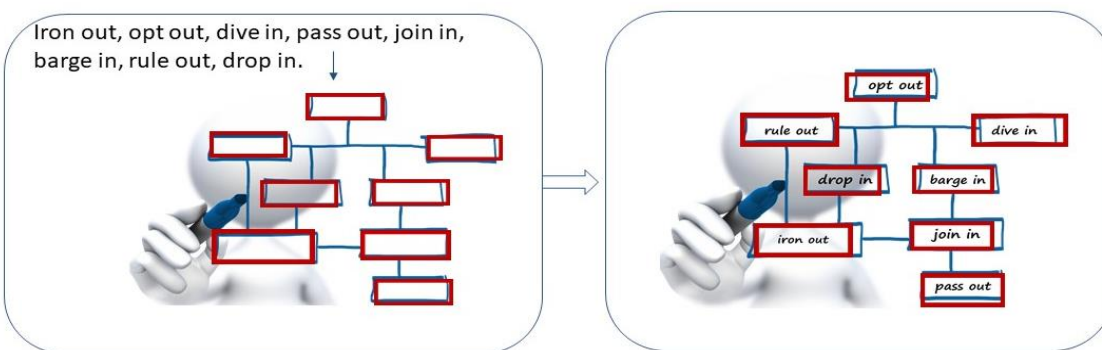 Iron out, opt out, dive in, pass out, join in,
barge in, rule out, drop in.
opt out
rule out
dive in
drop in
barge in
iron out
join in
pass out